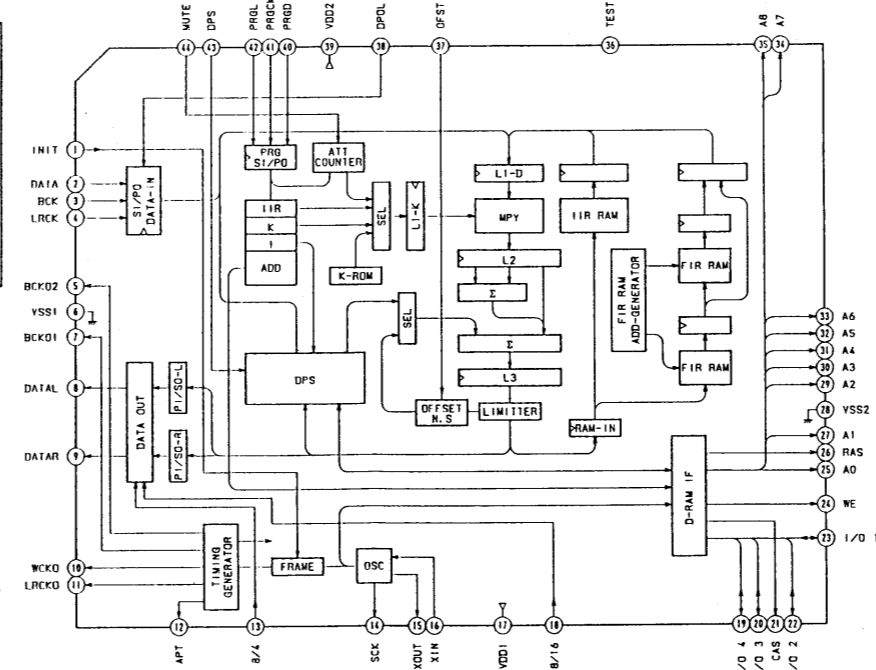 MUTE
DPS
PRGL
PRGCK
PRGD
VDD2
DPOL
OFST
TEST
A8
A7
44
43
42
41
40
39
38
37
36
35
34
INIT
1
DATA
2
BCK
3
LRCK
4
BCKO2
5
VSS1
6
BCKO1
7
DATAL
8
DATAR
9
WCKO
10
LRCKO
11
SI/PO
DATA-IN
PRG
SI/PO
ATT
COUNTER
IIR
K
I
ADD
K-ROM
SEL
L1-K
L1-D
MPY
L2
Σ
Σ
L3
LIMITTER
SEL
OFFSET
N.S
DPS
IIR RAM
FIR RAM
ADD-GENERATOR
FIR RAM
FIR RAM
RAM-IN
DATA OUT
PI/SO-L
PI/SO-R
TIMING
GENERATOR
FRAME
OSC
D-RAM IF
33
A6
32
A5
31
A4
30
A3
29
A2
28
VSS2
27
A1
26
RAS
25
A0
24
WE
23
I/O 1
12
13
14
15
16
17
18
19
20
21
22
APT
8/4
SCK
XOUT
XIN
VDD1
8/16
/O 4
/O 3
CAS
/O 2